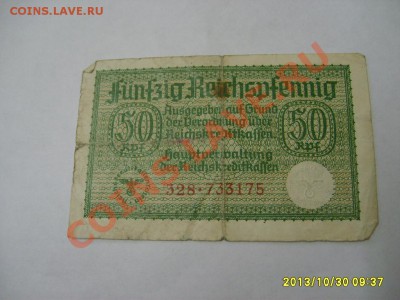 COINS.LAVE.RU
Fünfzig Reichspfennig
Ausgegeben auf Grund
der Verordnung über
Reichskreditkassen
50
Rpf
50
Rpf
Hauptverwaltung
der Reichskreditkassen
328·733175
COINS.LAVE.RU
2013/10/30 09:37